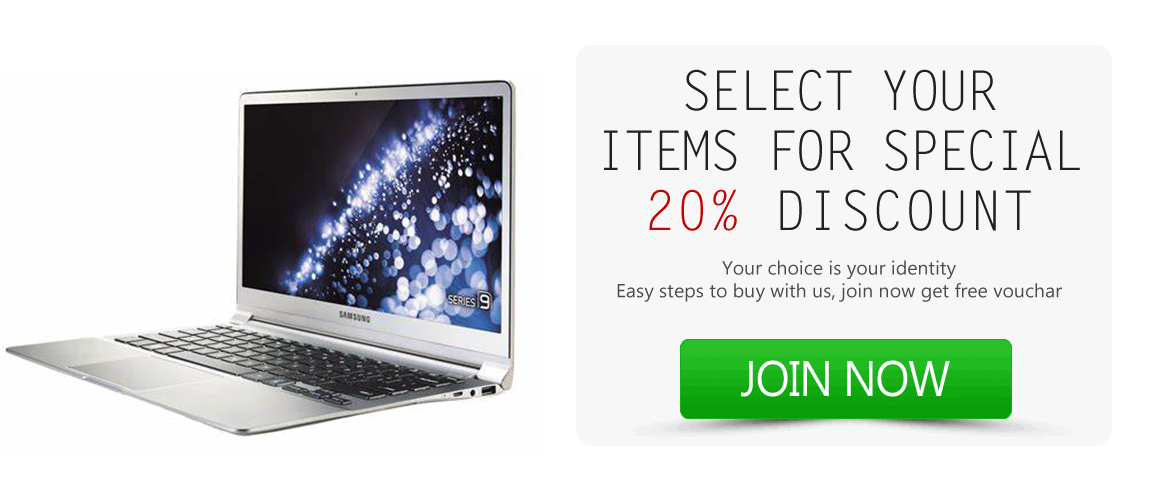 SELECT YOUR
ITEMS FOR SPECIAL
20% DISCOUNT
Your choice is your identity
Easy steps to buy with us, join now get free vouchar
JOIN NOW
SERIES 9
SAMSUNG